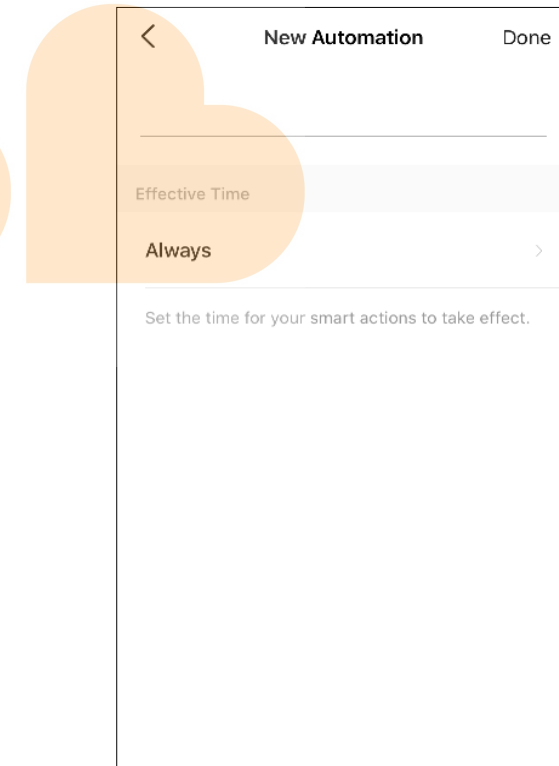 New Automation Done
Effective Time
Always
Set the time for your smart actions to take effect.